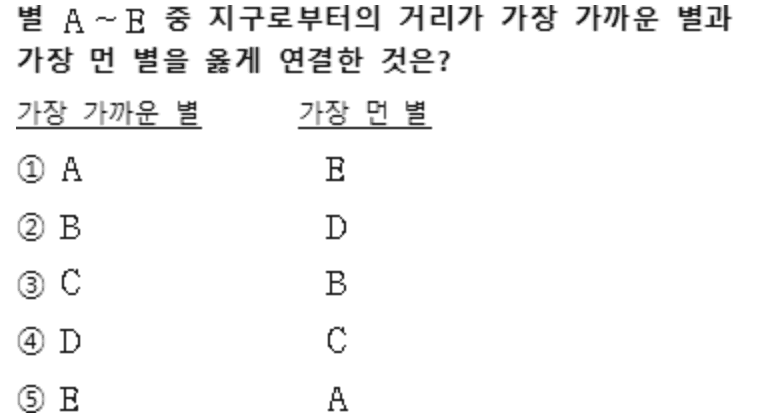 별 A ~ E 중 지구로부터의 거리가 가장 가까운 별과
가장 먼 별을 옳게 연결한 것은?
가장 가까운 별 가장 먼 별
① A E
② B D
③ C B
④ D C
⑤ E A